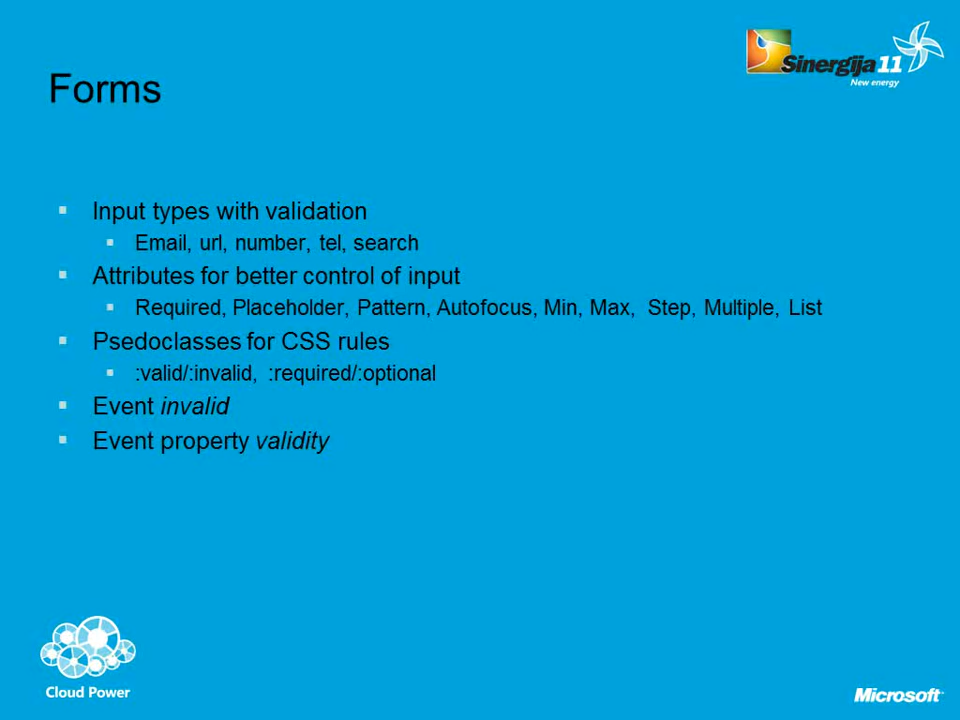 Sinergija 11
New energy
Forms
Input types with validation
Email, url, number, tel, search
Attributes for better control of input
Required, Placeholder, Pattern, Autofocus, Min, Max, Step, Multiple, List
Psedoclasses for CSS rules
:valid/:invalid, :required/:optional
Event invalid
Event property validity
Cloud Power
Microsoft